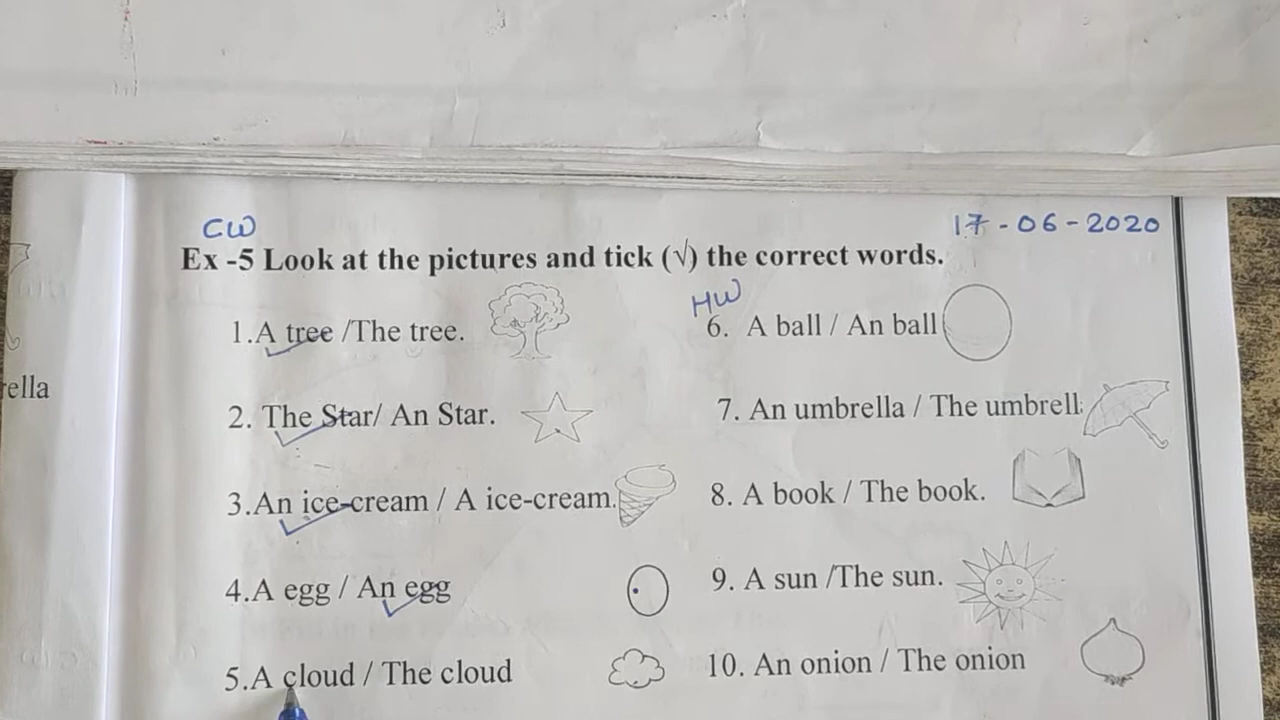 CW
17-06-2020
Ex -5 Look at the pictures and tick (√) the correct words.
1.A tree /The tree.
2. The Star/ An Star.
3.An ice-cream / A ice-cream.
4.A egg / An egg
5.A cloud / The cloud
HW
6. A ball / An ball
7. An umbrella / The umbrell
8. A book / The book.
9. A sun /The sun.
10. An onion / The onion
ella